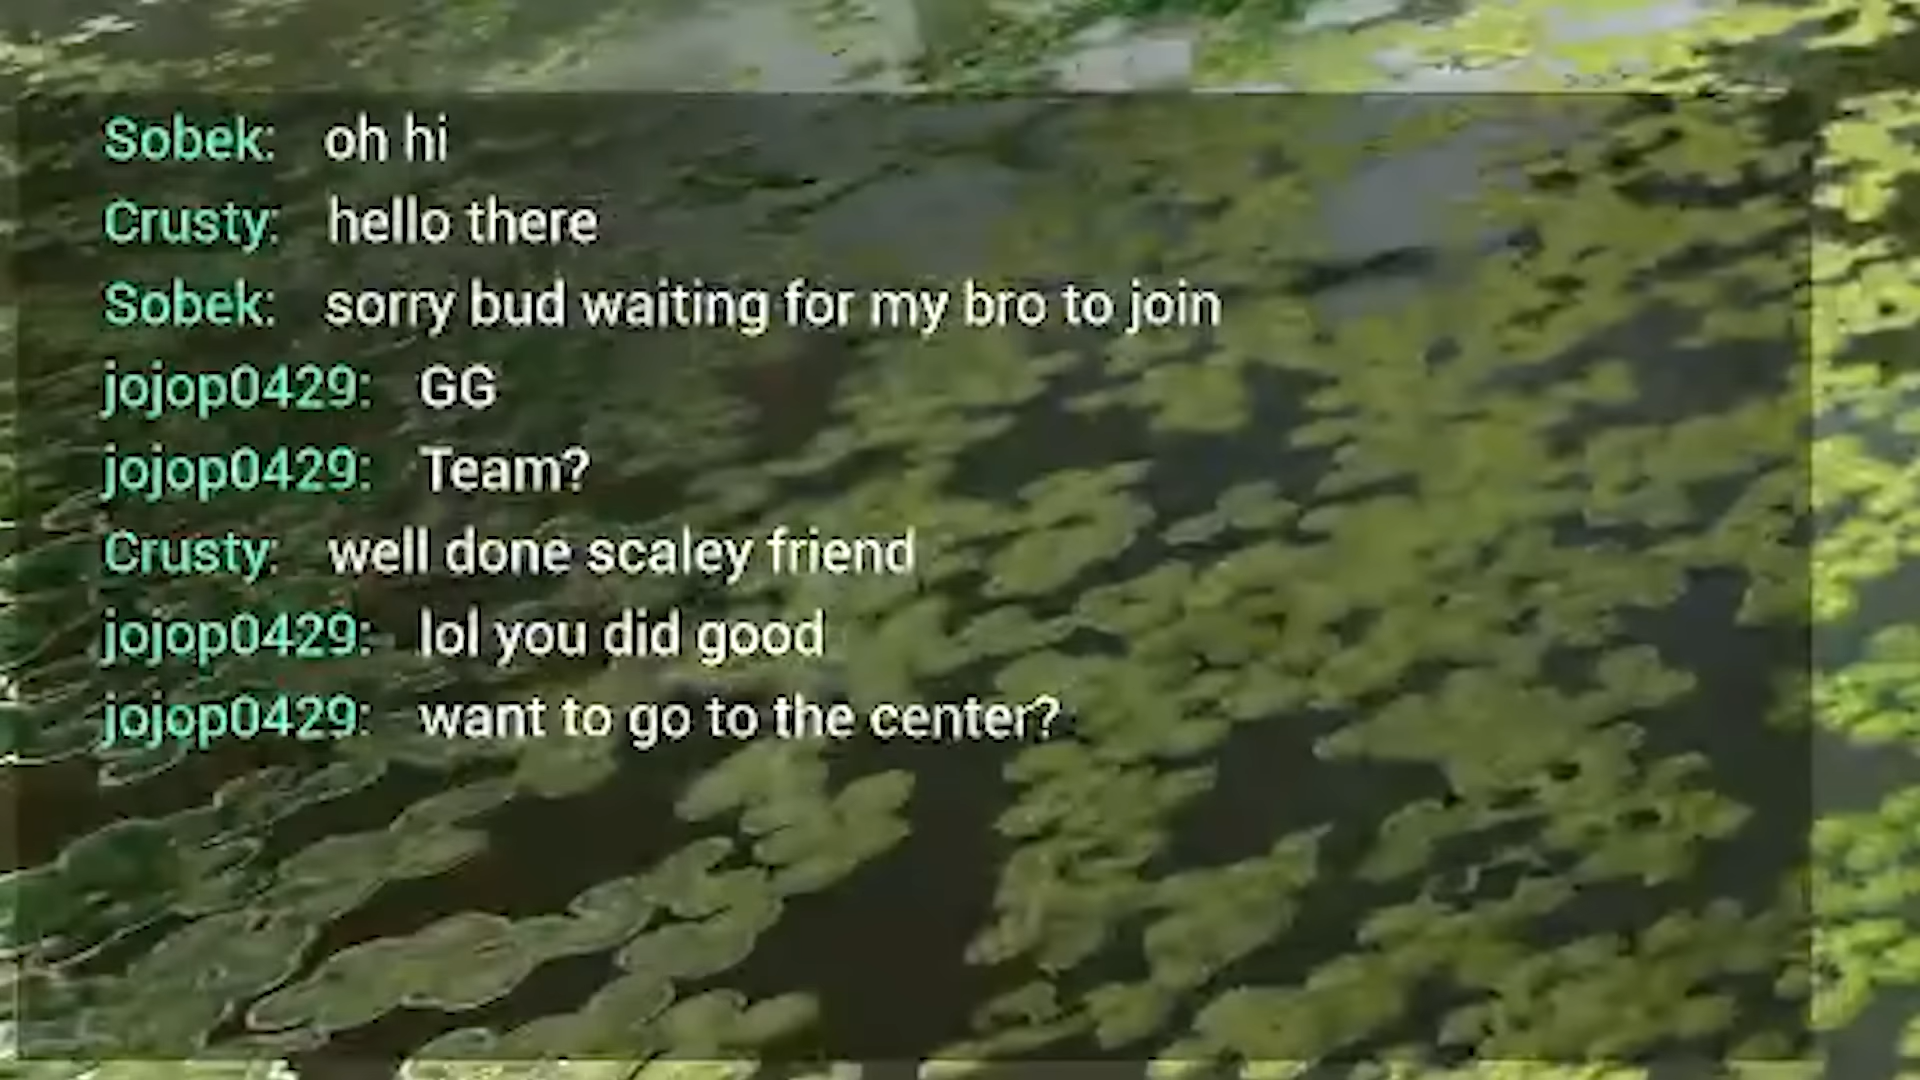 Sobek: oh hi
Crusty: hello there
Sobek: sorry bud waiting for my bro to join
jojop0429: GG
jojop0429: Team?
Crusty: well done scaley friend
jojop0429: lol you did good
jojop0429: want to go to the center?